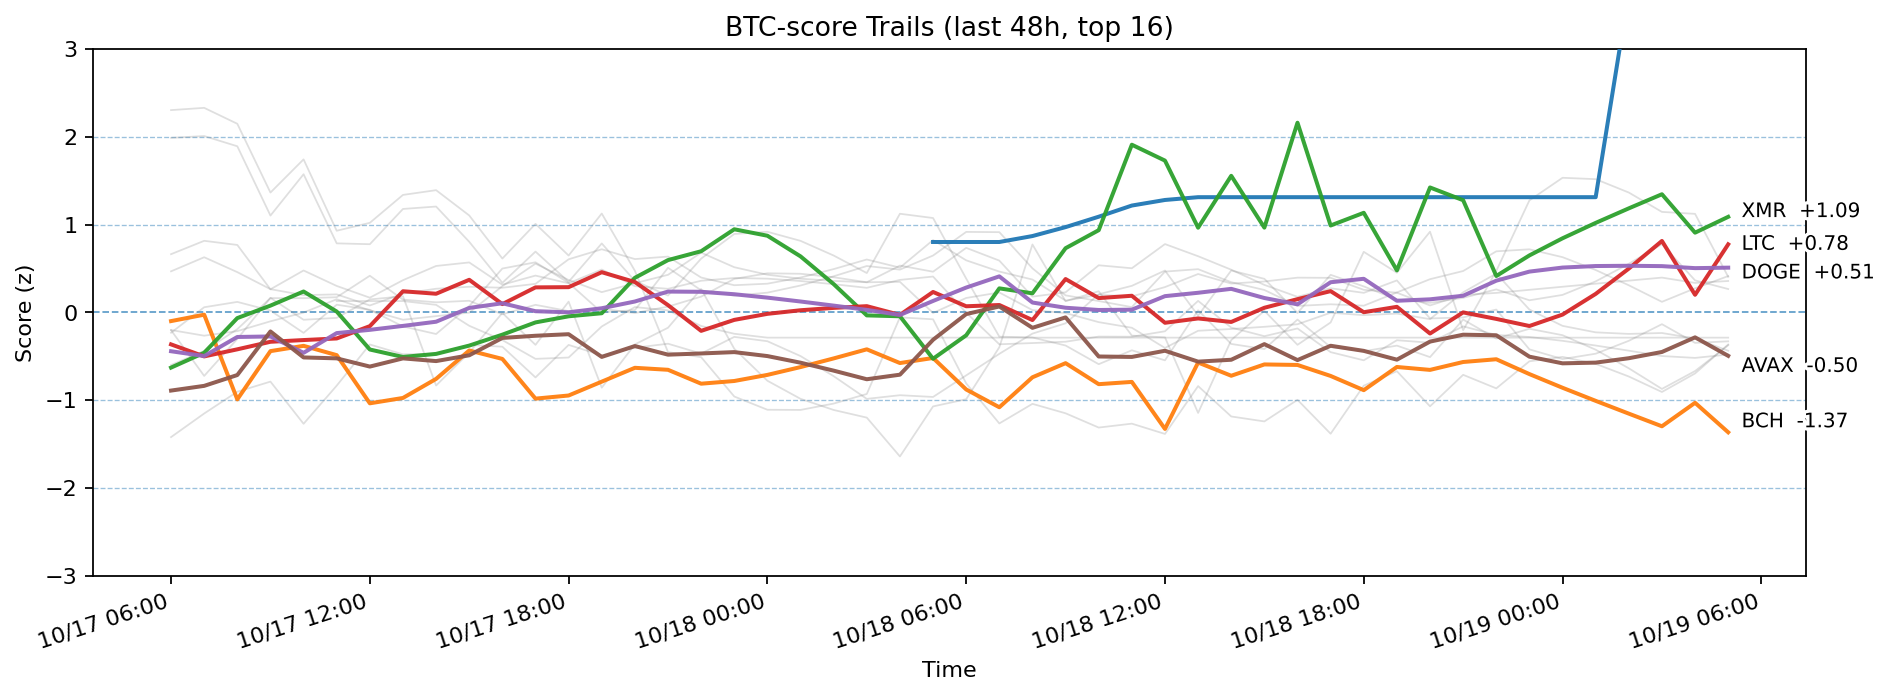 BTC-score Trails (last 48h, top 16)
Score (z)
3
2
1
0
−1
−2
−3
XMR +1.09
LTC +0.78
DOGE +0.51
AVAX -0.50
BCH -1.37
10/17 06:00
10/17 12:00
10/17 18:00
10/18 00:00
10/18 06:00
10/18 12:00
10/18 18:00
10/19 00:00
10/19 06:00
Time